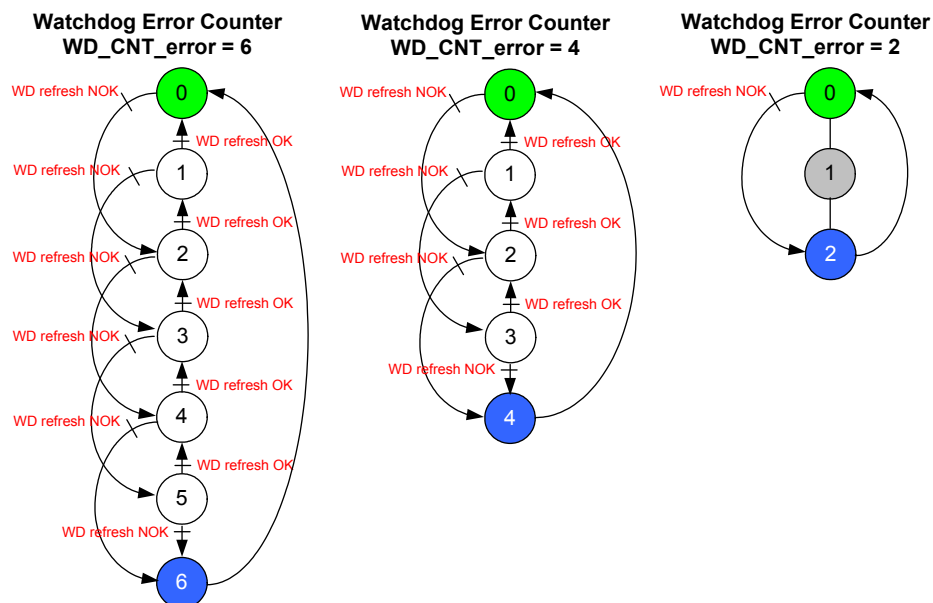 Watchdog Error Counter
WD_CNT_error = 6
WD refresh NOK
0
WD refresh OK
WD refresh NOK
1
WD refresh OK
2
WD refresh NOK
WD refresh OK
3
WD refresh NOK
WD refresh OK
4
WD refresh NOK
WD refresh OK
5
WD refresh NOK
6
Watchdog Error Counter
WD_CNT_error = 4
WD refresh NOK
0
WD refresh OK
WD refresh NOK
1
WD refresh OK
2
WD refresh NOK
WD refresh OK
3
WD refresh NOK
4
Watchdog Error Counter
WD_CNT_error = 2
WD refresh NOK
0
1
2